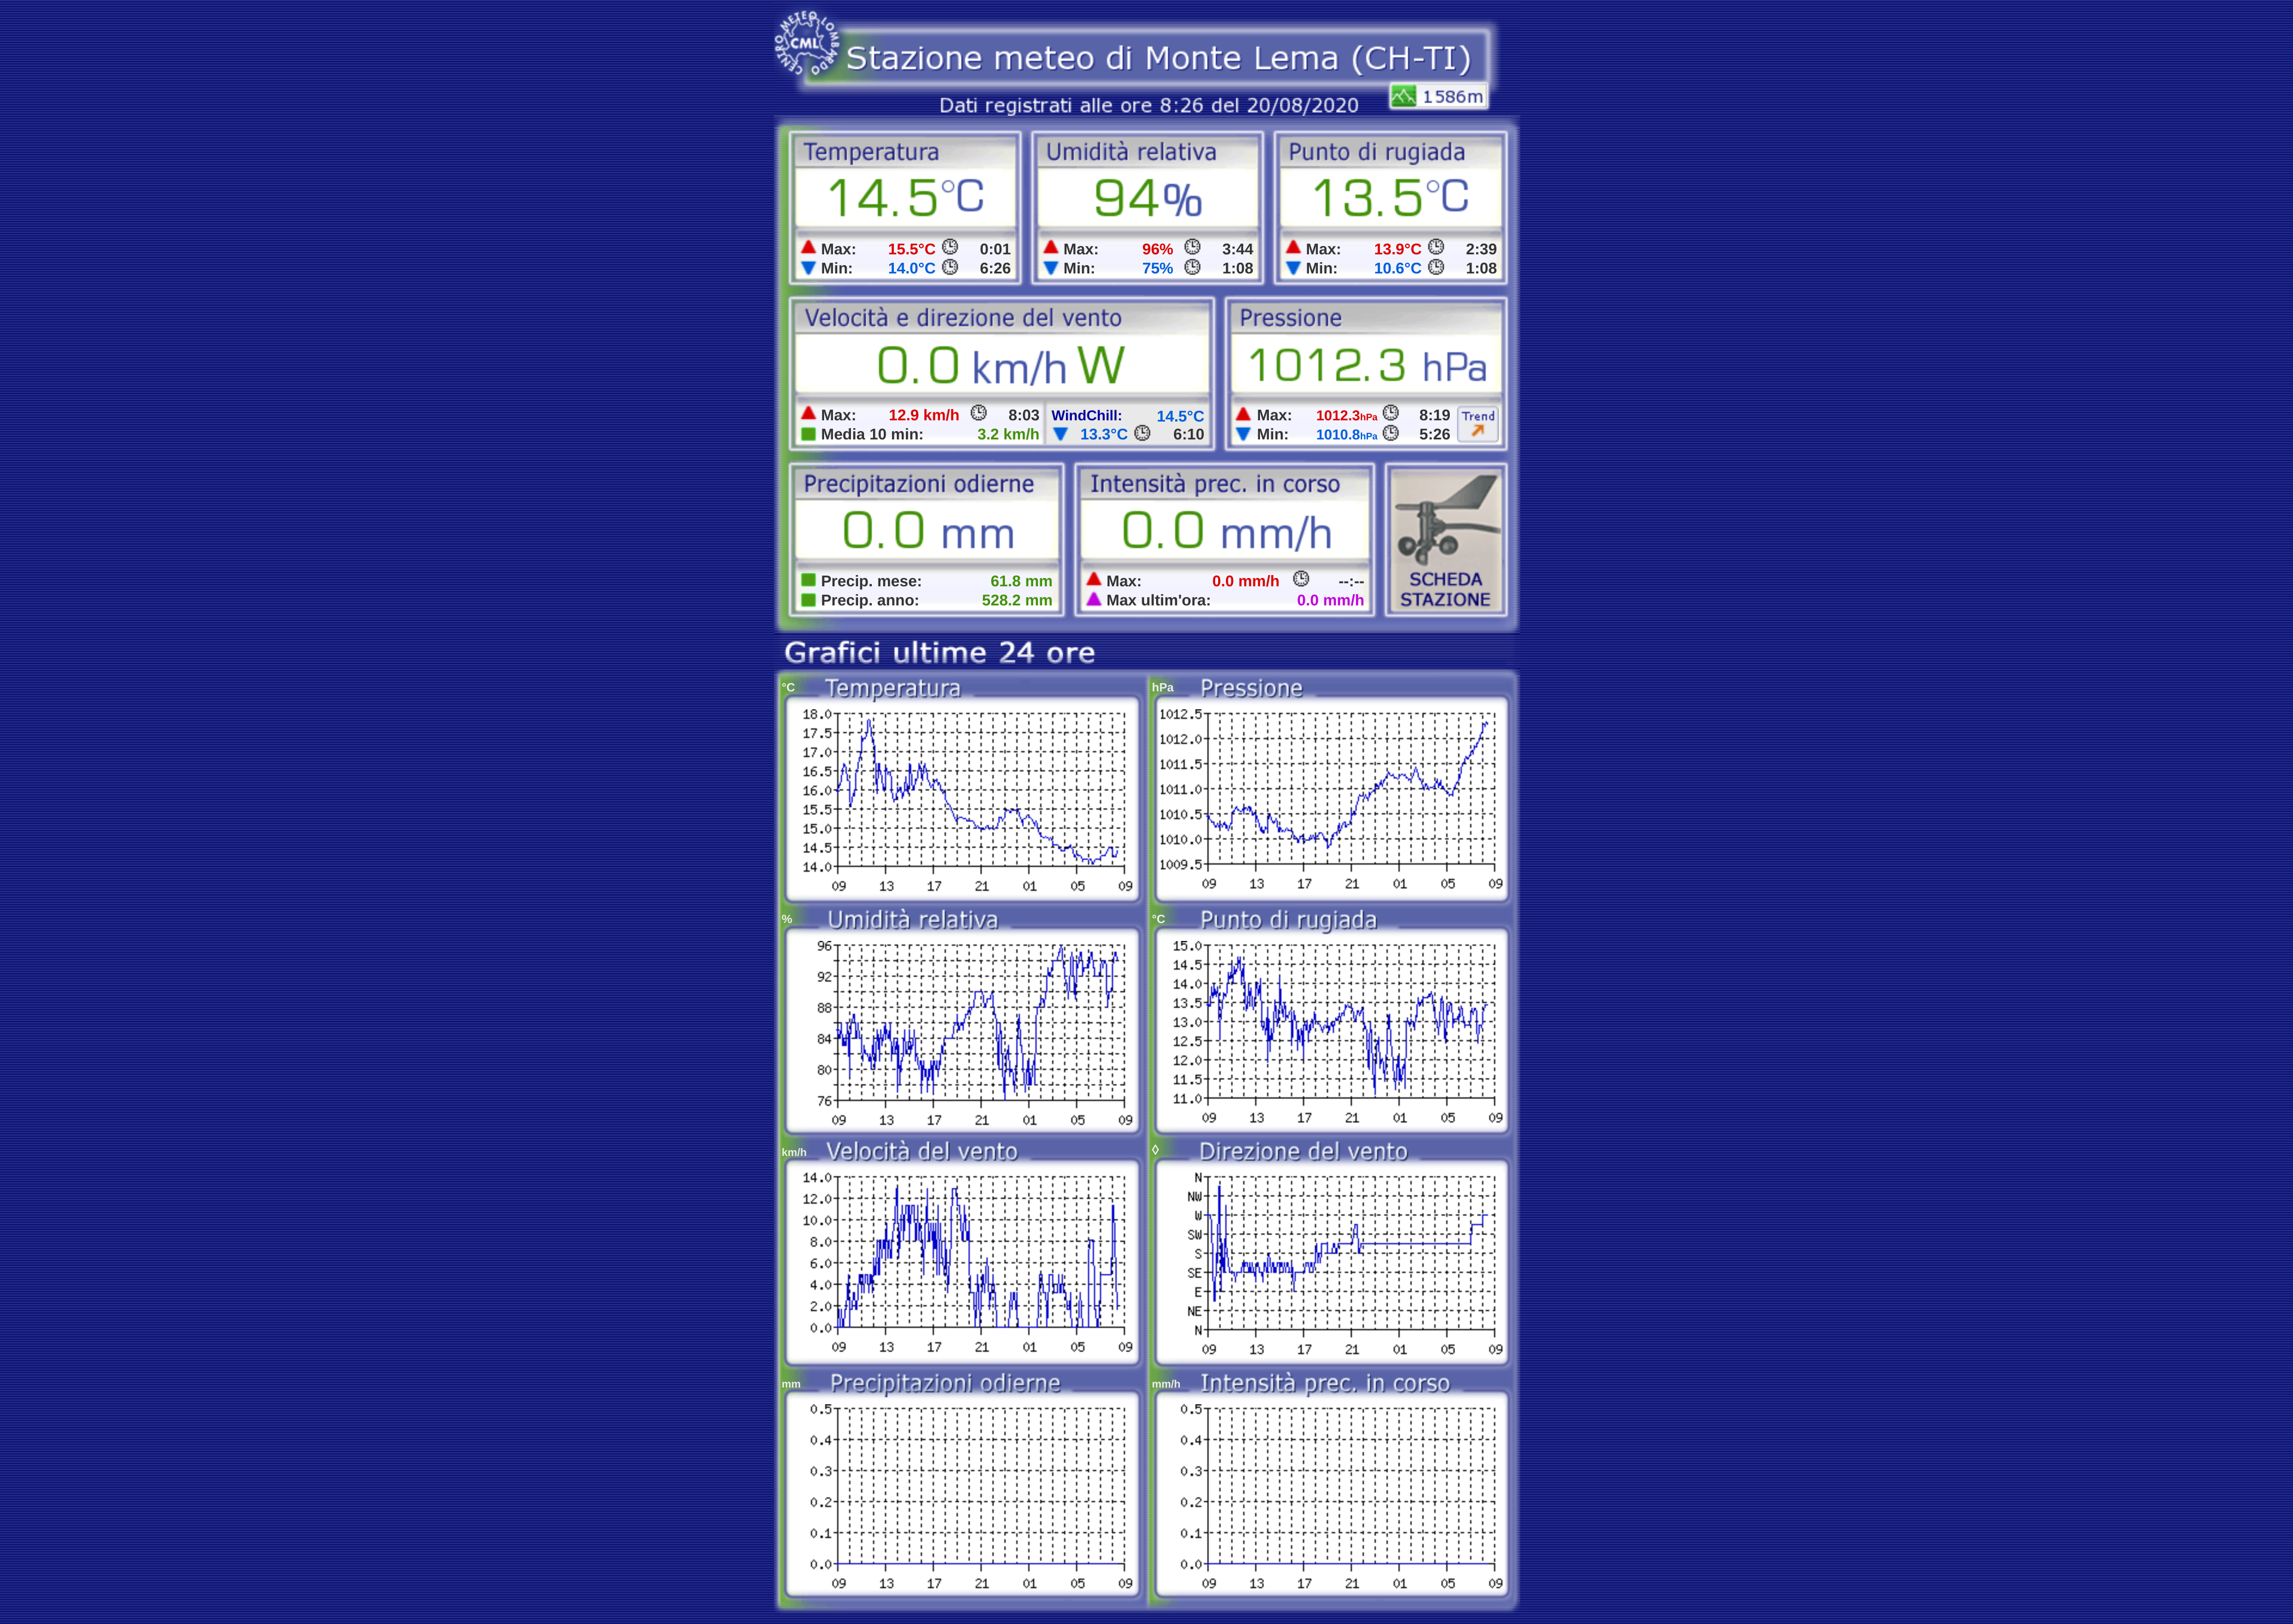 CENTRO METEO LOMBARDO
CML
Stazione meteo di Monte Lema (CH-TI)
1586m
Dati registrati alle ore 8:26 del 20/08/2020
Temperatura
14.5°C
Max: 15.5°C 0:01
Min: 14.0°C 6:26
Umidità relativa
94%
Max: 96% 3:44
Min: 75% 1:08
Punto di rugiada
13.5°C
Max: 13.9°C 2:39
Min: 10.6°C 1:08
Velocità e direzione del vento
0.0 km/h W
Max: 12.9 km/h 8:03
Media 10 min: 3.2 km/h
WindChill: 14.5°C
13.3°C 6:10
Pressione
1012.3 hPa
Max: 1012.3hPa 8:19
Min: 1010.8hPa 5:26
Trend
Precipitazioni odierne
0.0 mm
Precip. mese: 61.8 mm
Precip. anno: 528.2 mm
Intensità prec. in corso
0.0 mm/h
Max: 0.0 mm/h --:--
Max ultim'ora: 0.0 mm/h
SCHEDA
STAZIONE
Grafici ultime 24 ore
°C Temperatura
18.0
17.5
17.0
16.5
16.0
15.5
15.0
14.5
14.0
09 13 17 21 01 05 09
hPa Pressione
1012.5
1012.0
1011.5
1011.0
1010.5
1010.0
1009.5
09 13 17 21 01 05 09
% Umidità relativa
96
92
88
84
80
76
09 13 17 21 01 05 09
°C Punto di rugiada
15.0
14.5
14.0
13.5
13.0
12.5
12.0
11.5
11.0
09 13 17 21 01 05 09
km/h Velocità del vento
14.0
12.0
10.0
8.0
6.0
4.0
2.0
0.0
09 13 17 21 01 05 09
◊ Direzione del vento
N
NW
W
SW
S
SE
E
NE
N
09 13 17 21 01 05 09
mm Precipitazioni odierne
0.5
0.4
0.3
0.2
0.1
0.0
09 13 17 21 01 05 09
mm/h Intensità prec. in corso
0.5
0.4
0.3
0.2
0.1
0.0
09 13 17 21 01 05 09